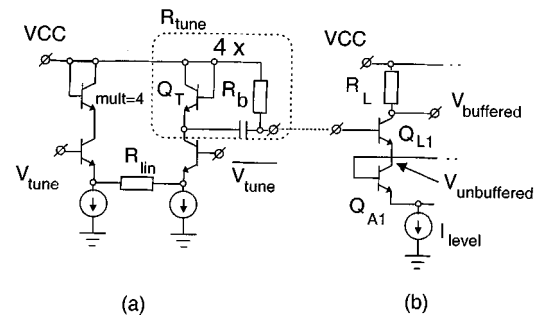 R_tune
VCC
4 x
VCC
Q_T
R_b
mult=4
R_L
V_buffered
Q_L1
V_tune
R_lin
V_tune
V_unbuffered
Q_A1
I_level
(a)
(b)